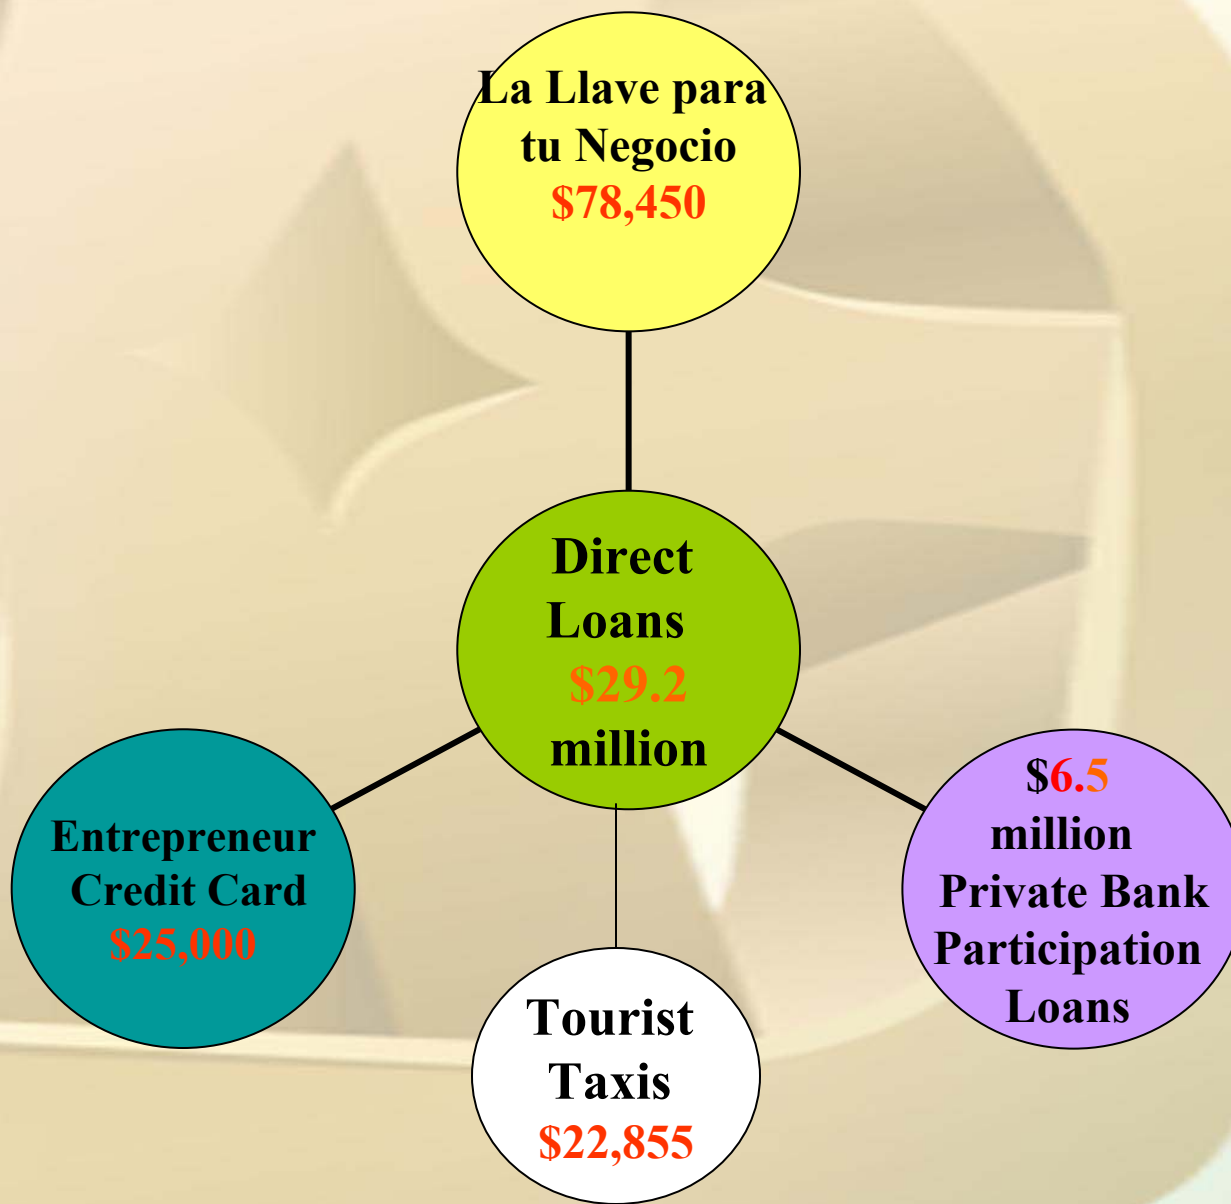 La Llave para
tu Negocio
$78,450
Direct
Loans
$29.2
million
Entrepreneur
Credit Card
$25,000
$6.5
million
Private Bank
Participation
Loans
Tourist
Taxis
$22,855